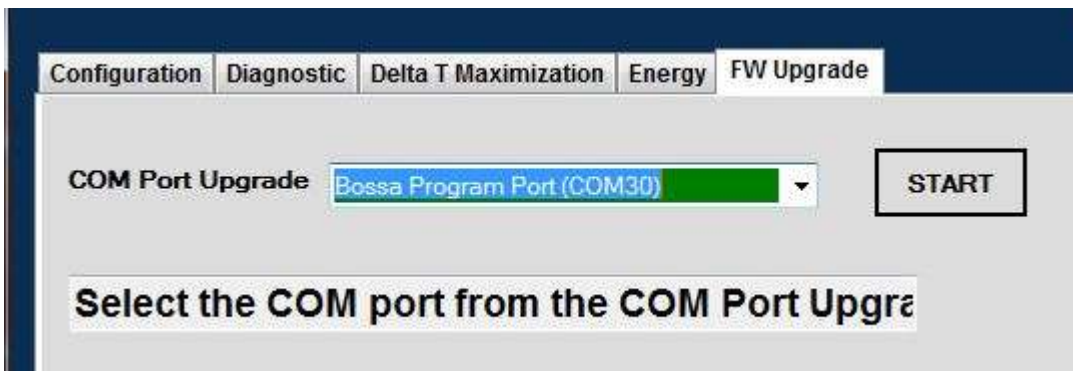 Configuration Diagnostic Delta T Maximization Energy FW Upgrade
COM Port Upgrade Bossa Program Port (COM30) START
Select the COM port from the COM Port Upgra